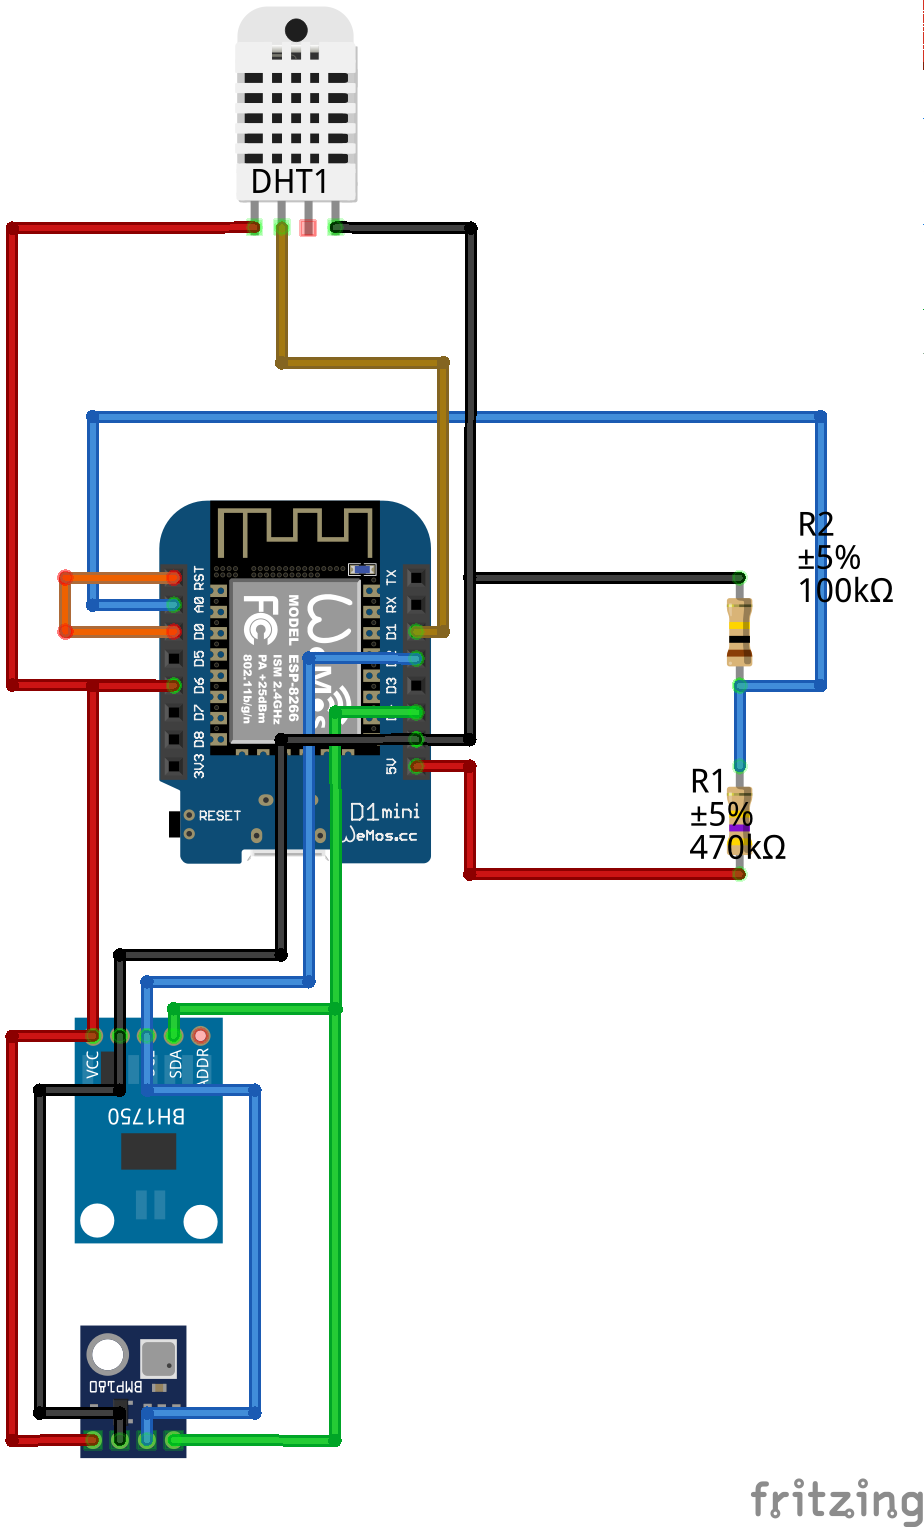 DHT1
R2
±5%
100kΩ
RST
A0
D0
D5
D6
D7
D8
3V3
TX
RX
D1
D3
5V
MODEL ESP-8266
ISM 2.4GHz
PA +25dBm
802.11b/g/n
FC
RESET
D1mini
WeMos.cc
R1
±5%
470kΩ
VCC
SDA
ADDR
BH1750
BMP180
fritzing